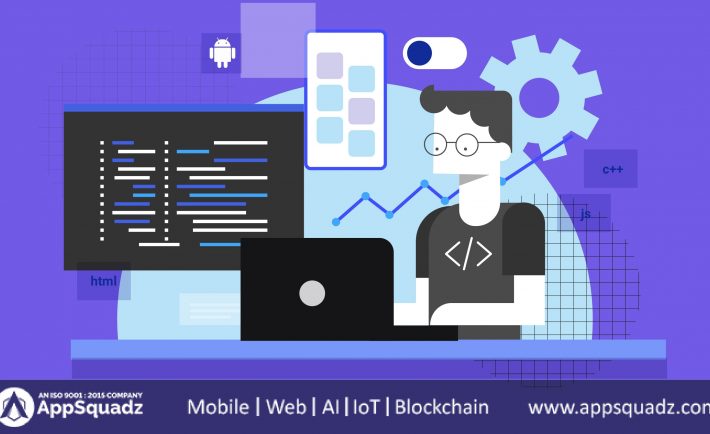 c++
js
</>
html
AN ISO 9001 : 2015 COMPANY
AppSquadz
Mobile | Web | AI | IoT | Blockchain
www.appsquadz.com